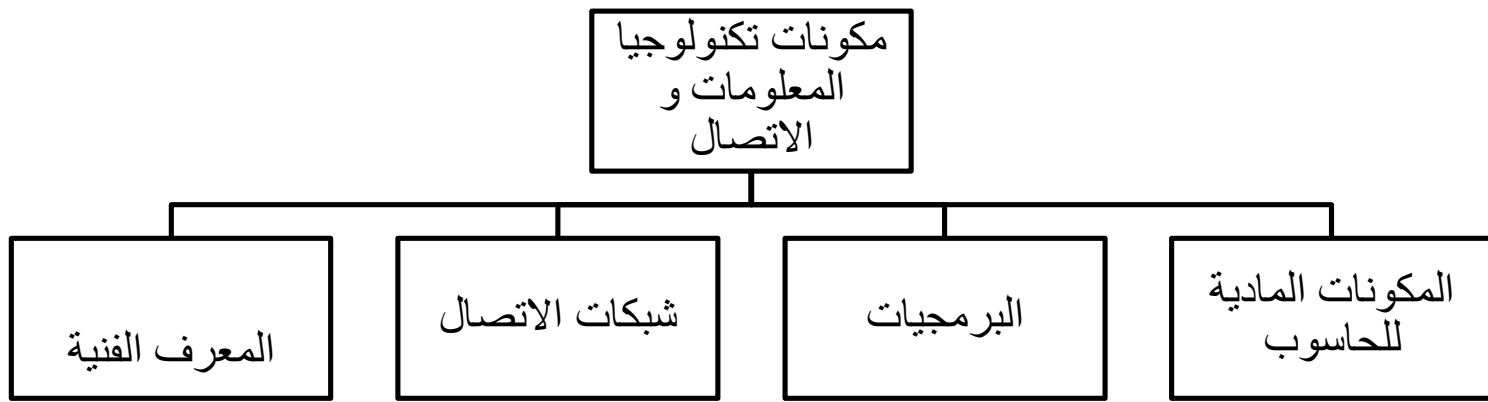 مكونات تكنولوجيا
المعلومات و
الاتصال
المكونات المادية
للحاسوب
البرمجيات
شبكات الاتصال
المعرف الفنية